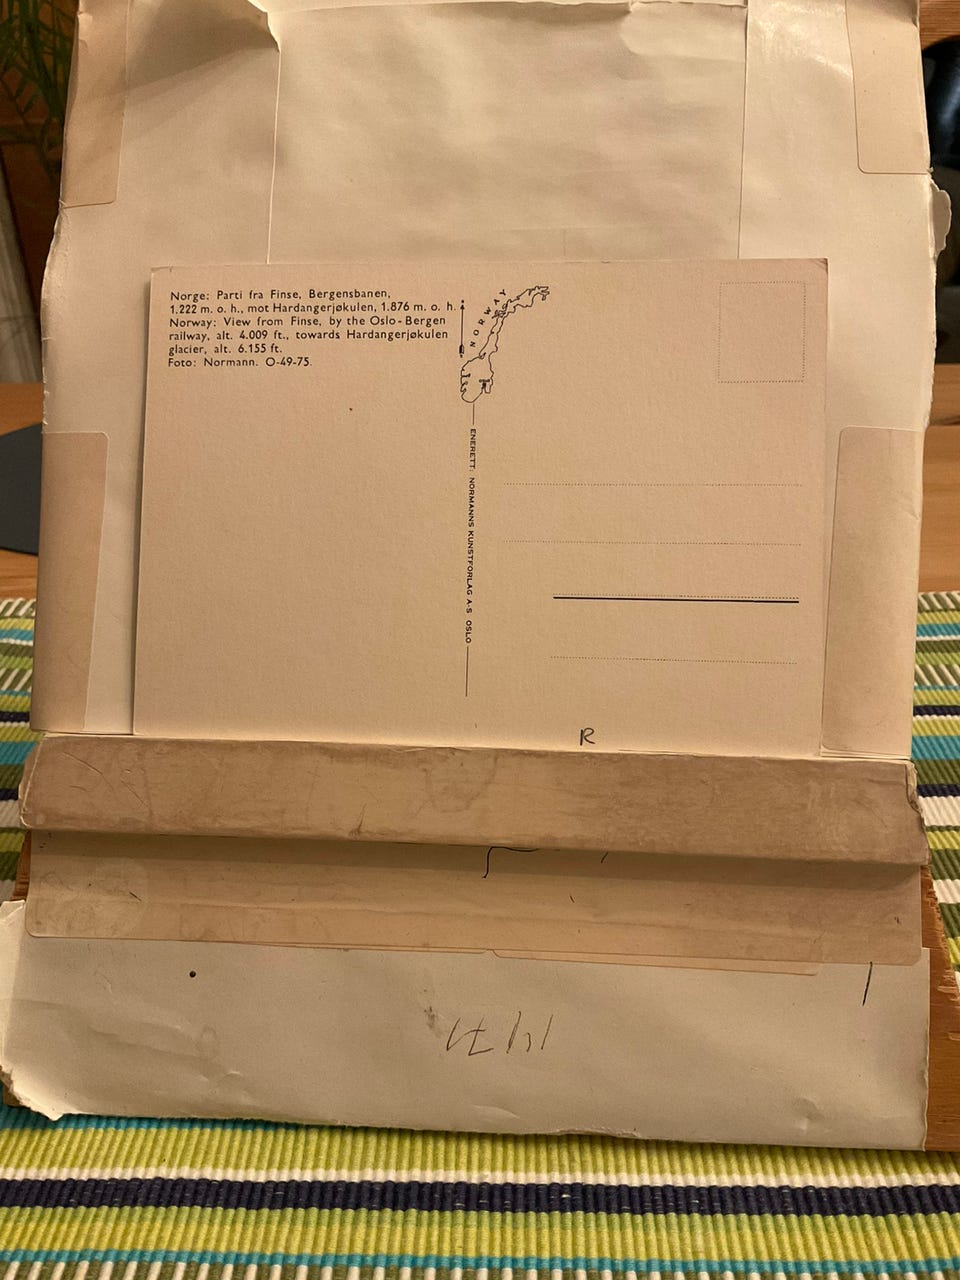 Norge: Parti fra Finse, Bergensbanen,
1.222 m. o. h., mot Hardangerjøkulen, 1.876 m. o. h.
Norway: View from Finse, by the Oslo-Bergen
railway, alt. 4.009 ft., towards Hardangerjøkulen
glacier, alt. 6.155 ft.
Foto: Normann. O-49-75.
NORWAY
ENERETT: NORMANNS KUNSTFORLAG A-S OSLO
R